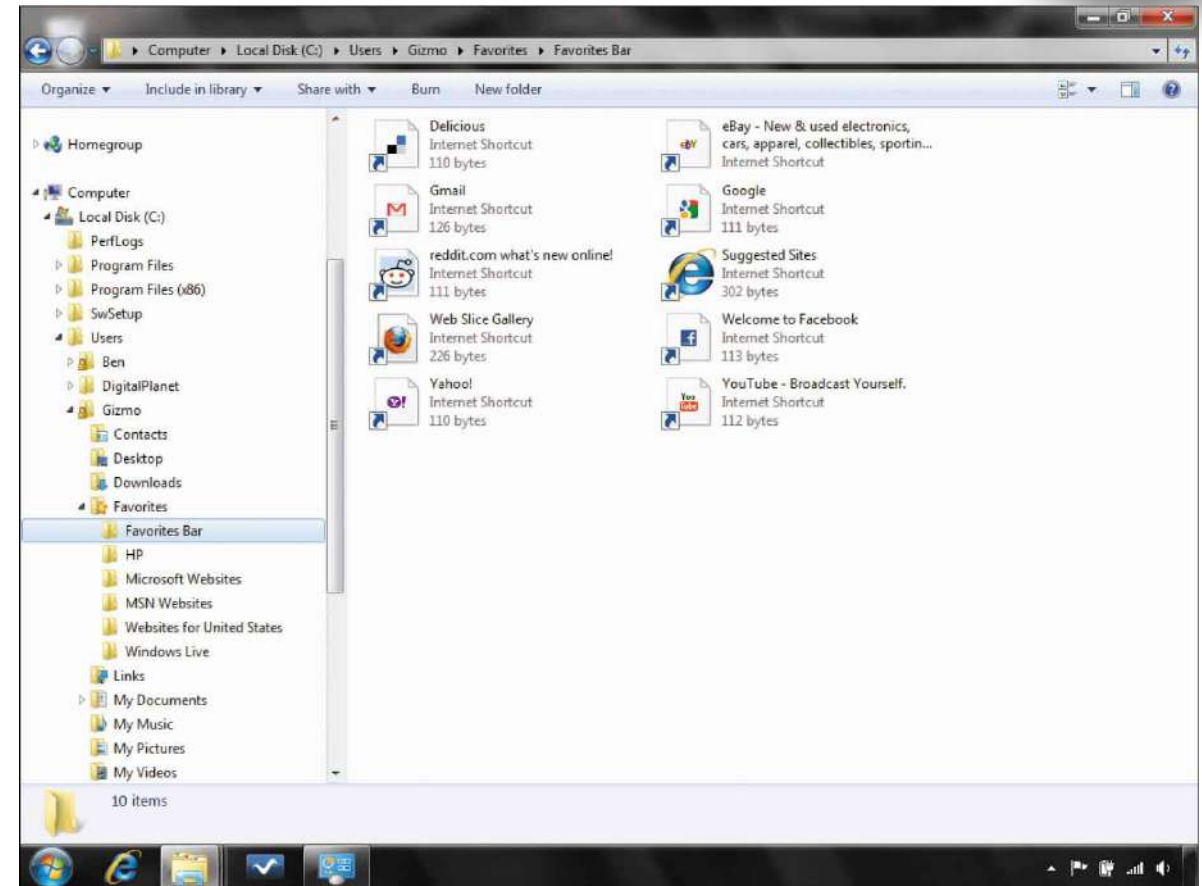 Computer ▸ Local Disk (C:) ▸ Users ▸ Gizmo ▸ Favorites ▸ Favorites Bar
Organize Include in library Share with Burn New folder
Homegroup
Computer
Local Disk (C:)
PerfLogs
Program Files
Program Files (x86)
SwSetup
Users
Ben
DigitalPlanet
Gizmo
Contacts
Desktop
Downloads
Favorites
Favorites Bar
HP
Microsoft Websites
MSN Websites
Websites for United States
Windows Live
Links
My Documents
My Music
My Pictures
My Videos
Delicious
Internet Shortcut
110 bytes
eBay - New & used electronics,
cars, apparel, collectibles, sportin...
Internet Shortcut
Gmail
Internet Shortcut
126 bytes
Google
Internet Shortcut
111 bytes
reddit.com what's new online!
Internet Shortcut
111 bytes
Suggested Sites
Internet Shortcut
302 bytes
Web Slice Gallery
Internet Shortcut
226 bytes
Welcome to Facebook
Internet Shortcut
113 bytes
Yahoo!
Internet Shortcut
110 bytes
YouTube - Broadcast Yourself.
Internet Shortcut
112 bytes
eBY
Y!
f
You
Tube
10 items